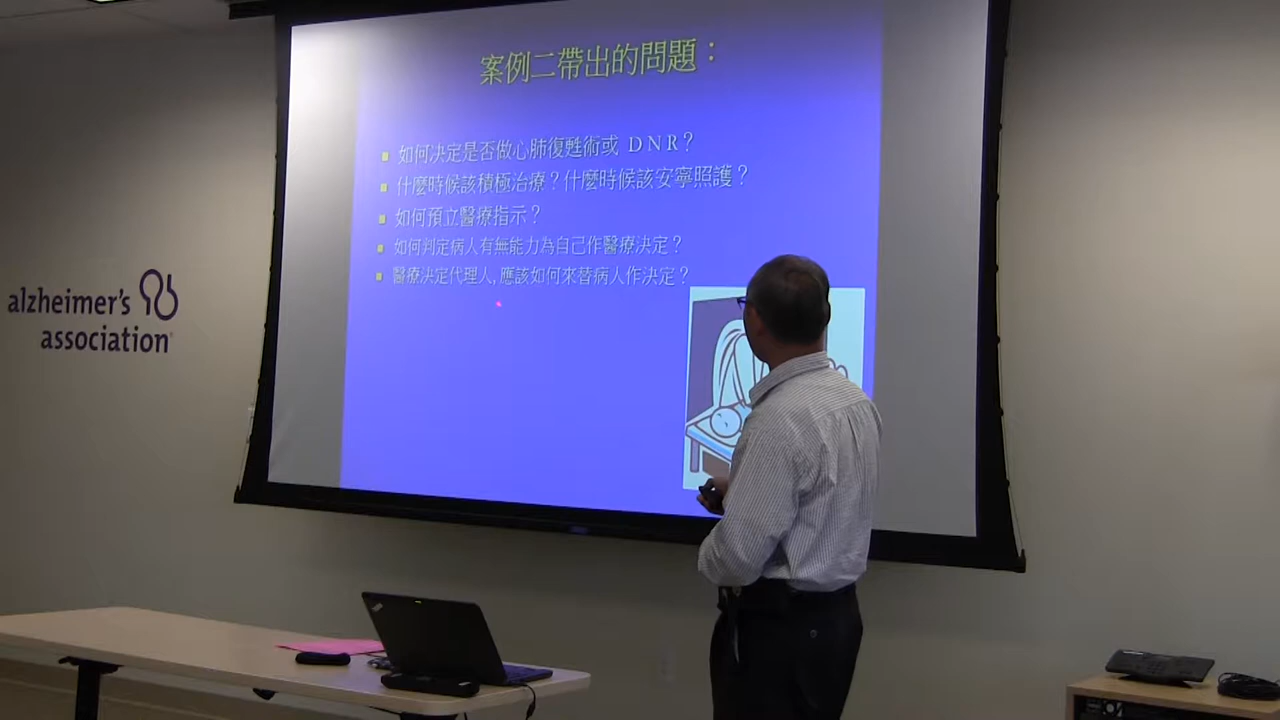 案例二帶出的問題：
如何決定是否做心肺復甦術或 DNR？
什麼時候該積極治療？什麼時候該安寧照護？
如何預立醫療指示？
如何判定病人有無能力為自己作醫療決定？
醫療決定代理人,應該如何來替病人作決定？
alzheimer's
association